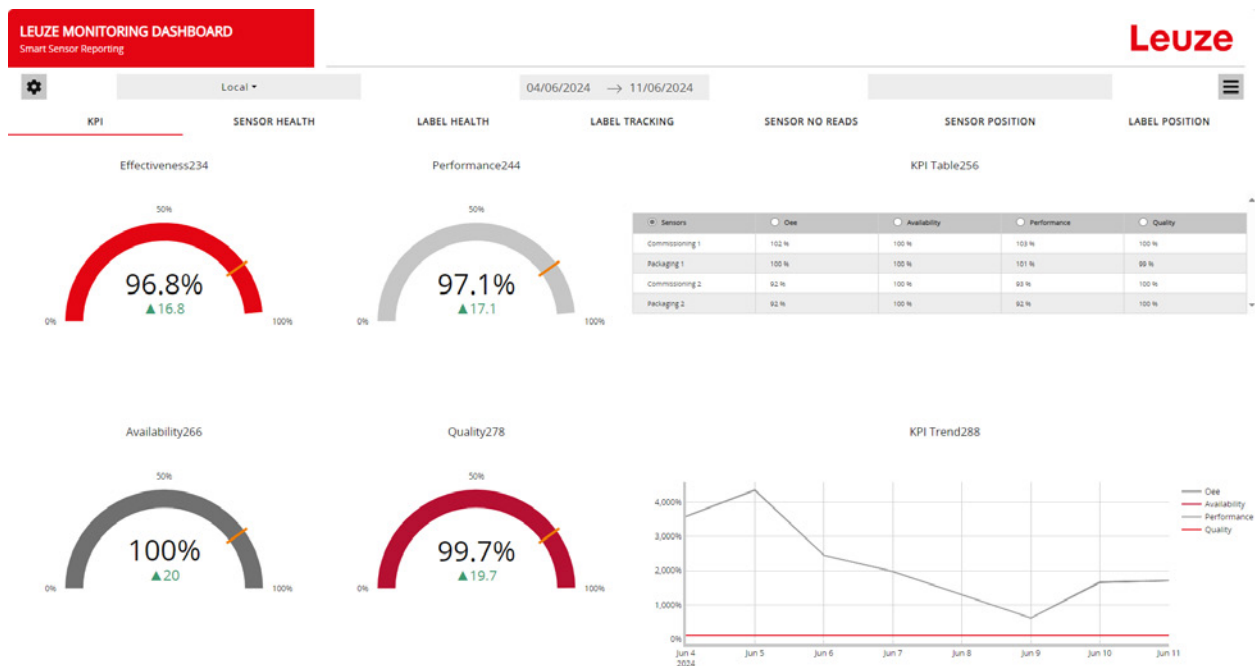 LEUZE MONITORING DASHBOARD
Smart Sensor Reporting
Leuze
Local
04/06/2024 → 11/06/2024
KPI SENSOR HEALTH LABEL HEALTH LABEL TRACKING SENSOR NO READS SENSOR POSITION LABEL POSITION
Effectiveness234
50%
96.8%
▲16.8
0% 100%
Performance244
50%
97.1%
▲17.1
0% 100%
KPI Table256
Sensors Oee Availability Performance Quality
Commissioning 1 102 % 100 % 103 % 100 %
Packaging 1 100 % 100 % 101 % 99 %
Commissioning 2 92 % 100 % 93 % 100 %
Packaging 2 92 % 100 % 92 % 100 %
Availability266
50%
100%
▲20
0% 100%
Quality278
50%
99.7%
▲19.7
0% 100%
KPI Trend288
4,000%
3,000%
2,000%
1,000%
0%
Jun 4 Jun 5 Jun 6 Jun 7 Jun 8 Jun 9 Jun 10 Jun 11
2024
Oee
Availability
Performance
Quality